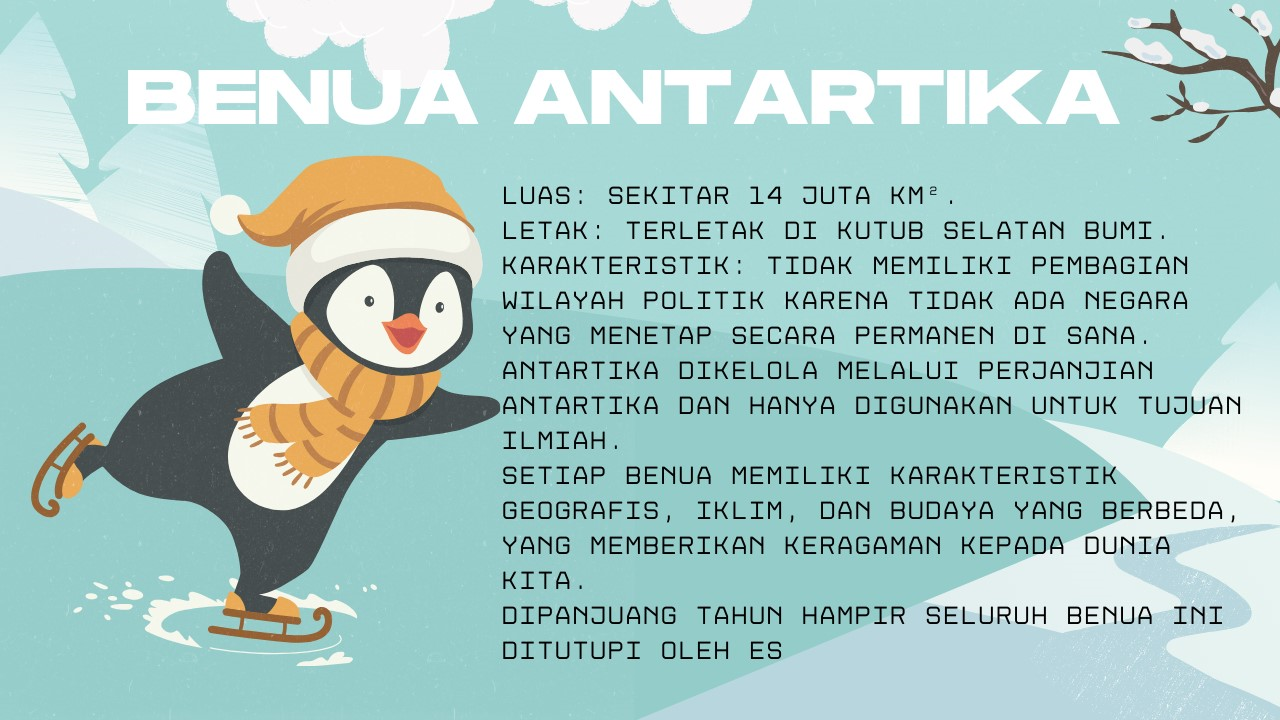 BENUA ANTARTIKA
LUAS: SEKITAR 14 JUTA KM².
LETAK: TERLETAK DI KUTUB SELATAN BUMI.
KARAKTERISTIK: TIDAK MEMILIKI PEMBAGIAN
WILAYAH POLITIK KARENA TIDAK ADA NEGARA
YANG MENETAP SECARA PERMANEN DI SANA.
ANTARTIKA DIKELOLA MELALUI PERJANJIAN
ANTARTIKA DAN HANYA DIGUNAKAN UNTUK TUJUAN
ILMIAH.
SETIAP BENUA MEMILIKI KARAKTERISTIK
GEOGRAFIS, IKLIM, DAN BUDAYA YANG BERBEDA,
YANG MEMBERIKAN KERAGAMAN KEPADA DUNIA
KITA.
DIPANJUANG TAHUN HAMPIR SELURUH BENUA INI
DITUTUPI OLEH ES